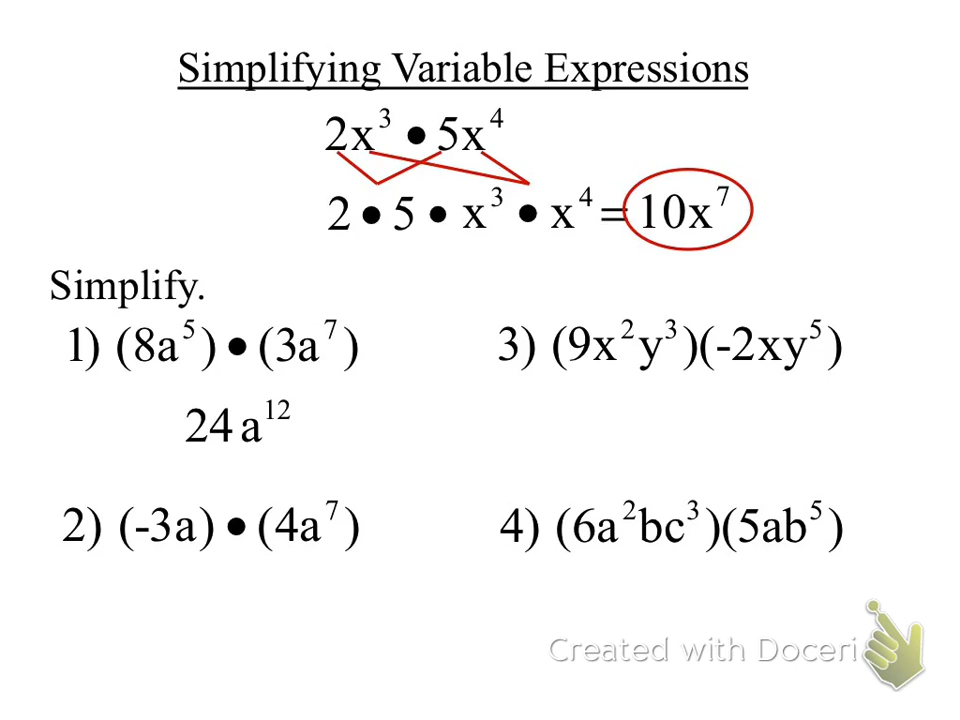 Simplifying Variable Expressions
2x³ • 5x⁴
2 • 5 • x³ • x⁴ = 10x⁷
Simplify.
1) (8a⁵) • (3a⁷)
24a¹²
2) (-3a) • (4a⁷)
3) (9x²y³)(-2xy⁵)
4) (6a²bc³)(5ab⁵)
Created with Doceri